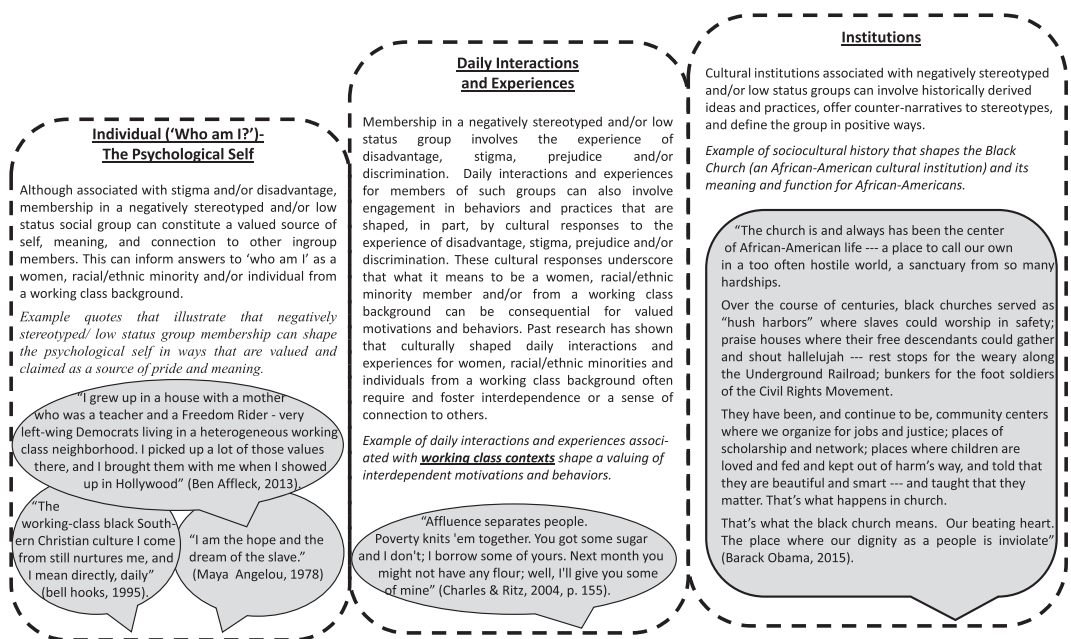 Individual (‘Who am I?’)-
The Psychological Self
Although associated with stigma and/or disadvantage,
membership in a negatively stereotyped and/or low
status social group can constitute a valued source of
self, meaning, and connection to other ingroup
members. This can inform answers to ‘who am I’ as a
women, racial/ethnic minority and/or individual from
a working class background.
Example quotes that illustrate that negatively
stereotyped/ low status group membership can shape
the psychological self in ways that are valued and
claimed as a source of pride and meaning.
“I grew up in a house with a mother
who was a teacher and a Freedom Rider - very
left-wing Democrats living in a heterogeneous working
class neighborhood. I picked up a lot of those values
there, and I brought them with me when I showed
up in Hollywood” (Ben Affleck, 2013).
“The
working-class black South-
ern Christian culture I come
from still nurtures me, and
I mean directly, daily”
(bell hooks, 1995).
“I am the hope and the
dream of the slave.”
(Maya Angelou, 1978)
Daily Interactions
and Experiences
Membership in a negatively stereotyped and/or low
status group involves the experience of
disadvantage, stigma, prejudice and/or
discrimination. Daily interactions and experiences
for members of such groups can also involve
engagement in behaviors and practices that are
shaped, in part, by cultural responses to the
experience of disadvantage, stigma, prejudice and/or
discrimination. These cultural responses underscore
that what it means to be a women, racial/ethnic
minority member and/or from a working class
background can be consequential for valued
motivations and behaviors. Past research has shown
that culturally shaped daily interactions and
experiences for women, racial/ethnic minorities and
individuals from a working class background often
require and foster interdependence or a sense of
connection to others.
Example of daily interactions and experiences associ-
ated with working class contexts shape a valuing of
interdependent motivations and behaviors.
“Affluence separates people.
Poverty knits 'em together. You got some sugar
and I don't; I borrow some of yours. Next month you
might not have any flour; well, I'll give you some
of mine” (Charles & Ritz, 2004, p. 155).
Institutions
Cultural institutions associated with negatively stereotyped
and/or low status groups can involve historically derived
ideas and practices, offer counter-narratives to stereotypes,
and define the group in positive ways.
Example of sociocultural history that shapes the Black
Church (an African-American cultural institution) and its
meaning and function for African-Americans.
“The church is and always has been the center
of African-American life --- a place to call our own
in a too often hostile world, a sanctuary from so many
hardships.
Over the course of centuries, black churches served as
“hush harbors” where slaves could worship in safety;
praise houses where their free descendants could gather
and shout hallelujah --- rest stops for the weary along
the Underground Railroad; bunkers for the foot soldiers
of the Civil Rights Movement.
They have been, and continue to be, community centers
where we organize for jobs and justice; places of
scholarship and network; places where children are
loved and fed and kept out of harm’s way, and told that
they are beautiful and smart --- and taught that they
matter. That’s what happens in church.
That’s what the black church means. Our beating heart.
The place where our dignity as a people is inviolate”
(Barack Obama, 2015).